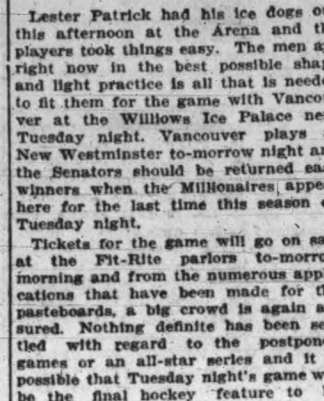 Lester Patrick had his ice dogs o
this afternoon at the Arena and t
players took things easy. The men a
right now in the best possible shap
and light practice is all that is neede
to fit them for the game with Vanco
ver at the Willows Ice Palace ne
Tuesday night. Vancouver plays
New Westminster to-morrow night an
the Senators should be returned eas
winners when the Millionaires appe
here for the last time this season o
Tuesday night.
Tickets for the game will go on sa
at the Fit-Rite parlors to-morro
morning and from the numerous appl
cations that have been made for t
pasteboards, a big crowd is again a
sured. Nothing definite has been se
tled with regard to the postpon
games or an all-star series and it
possible that Tuesday night's game w
be the final hockey feature to